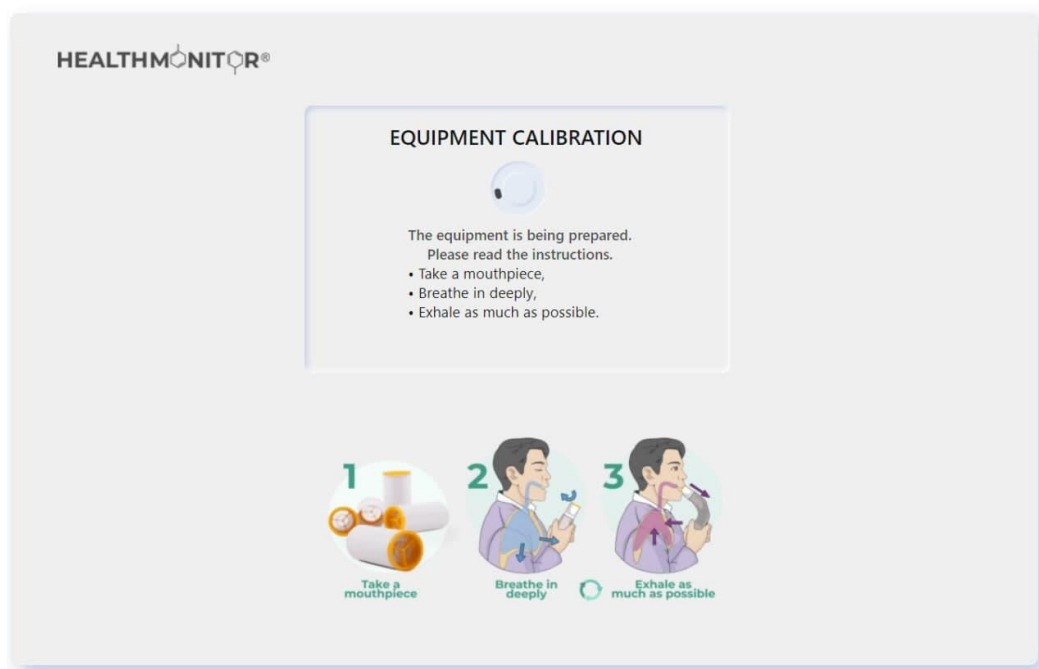 HEALTHMONITOR®
EQUIPMENT CALIBRATION
The equipment is being prepared.
Please read the instructions.
• Take a mouthpiece,
• Breathe in deeply,
• Exhale as much as possible.
1
2
3
Take a
mouthpiece
Breathe in
deeply
Exhale as
much as possible